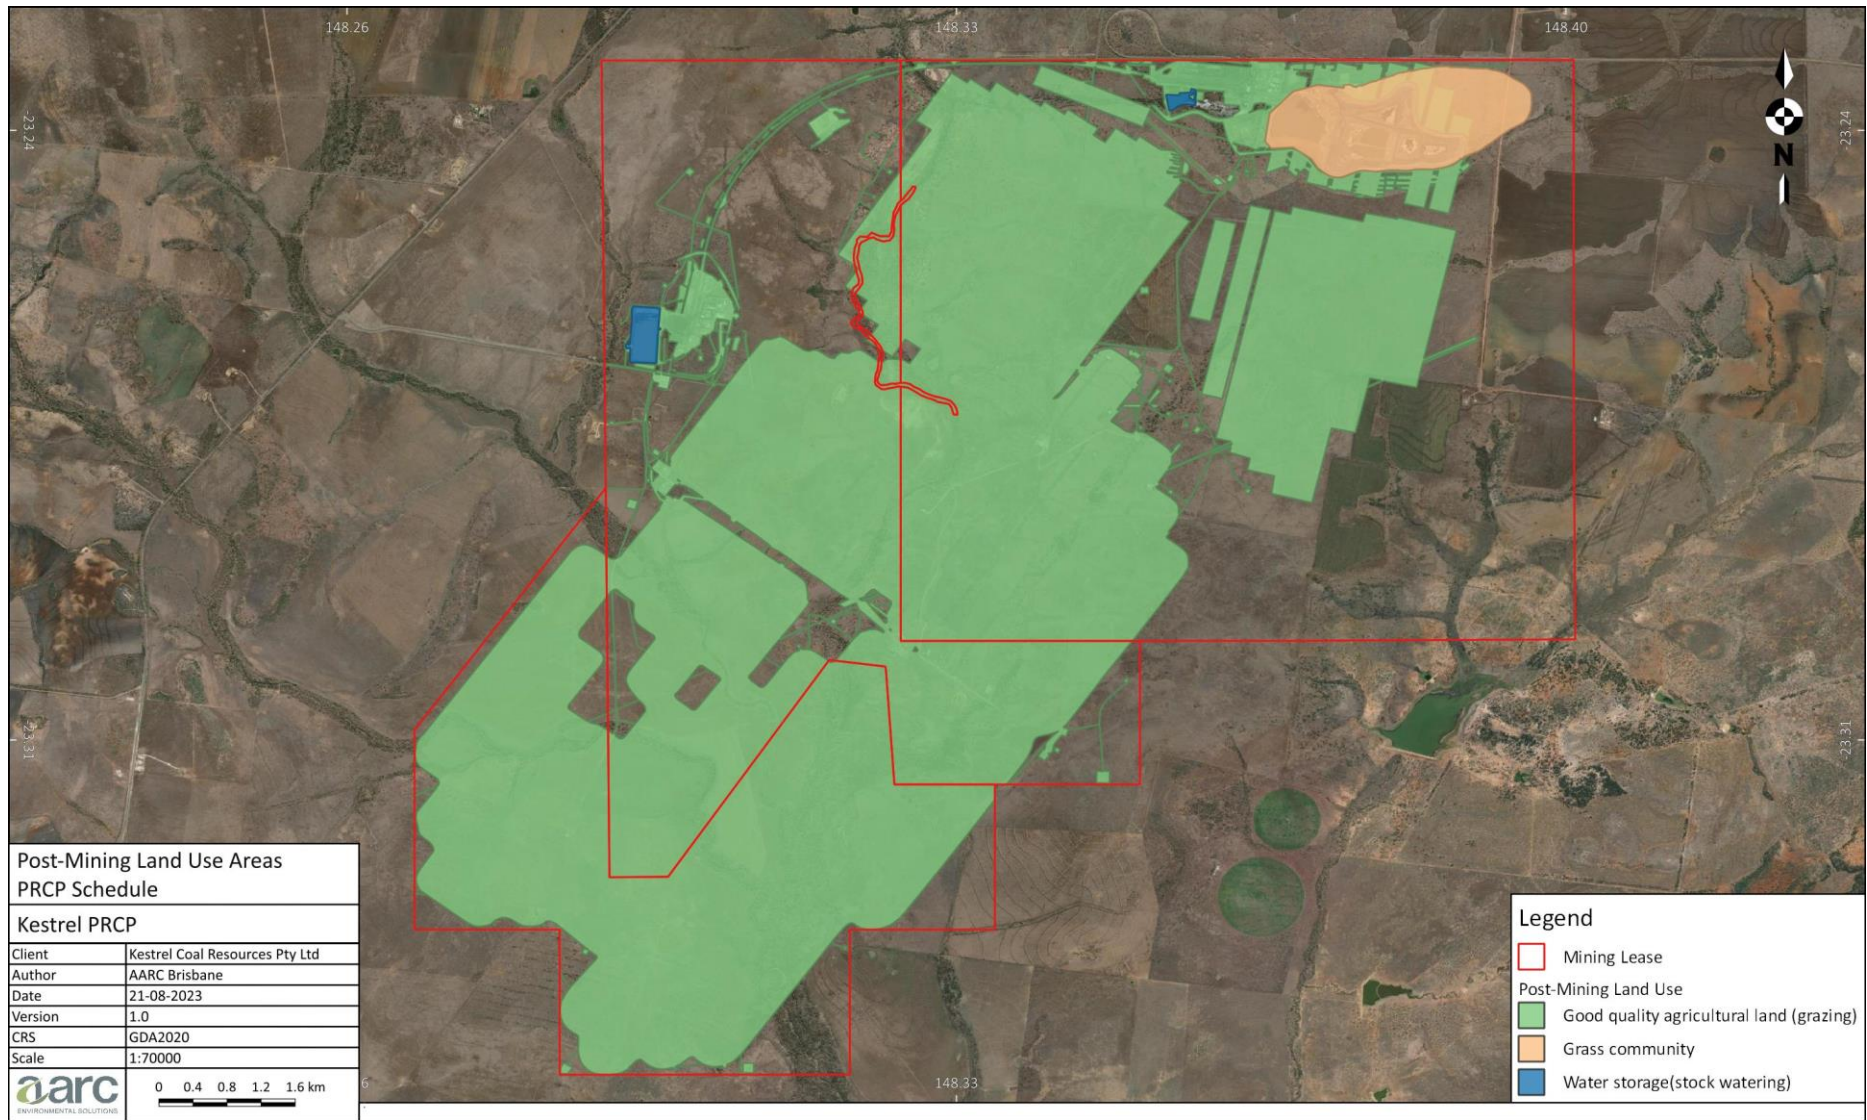 148.26
148.33
148.40
-23.24
-23.24
N
-23.31
-23.31
Post-Mining Land Use Areas
PRCP Schedule
Kestrel PRCP
Client Kestrel Coal Resources Pty Ltd
Author AARC Brisbane
Date 21-08-2023
Version 1.0
CRS GDA2020
Scale 1:70000
aarc
ENVIRONMENTAL SOLUTIONS
0 0.4 0.8 1.2 1.6 km
6
148.33
Legend
Mining Lease
Post-Mining Land Use
Good quality agricultural land (grazing)
Grass community
Water storage(stock watering)